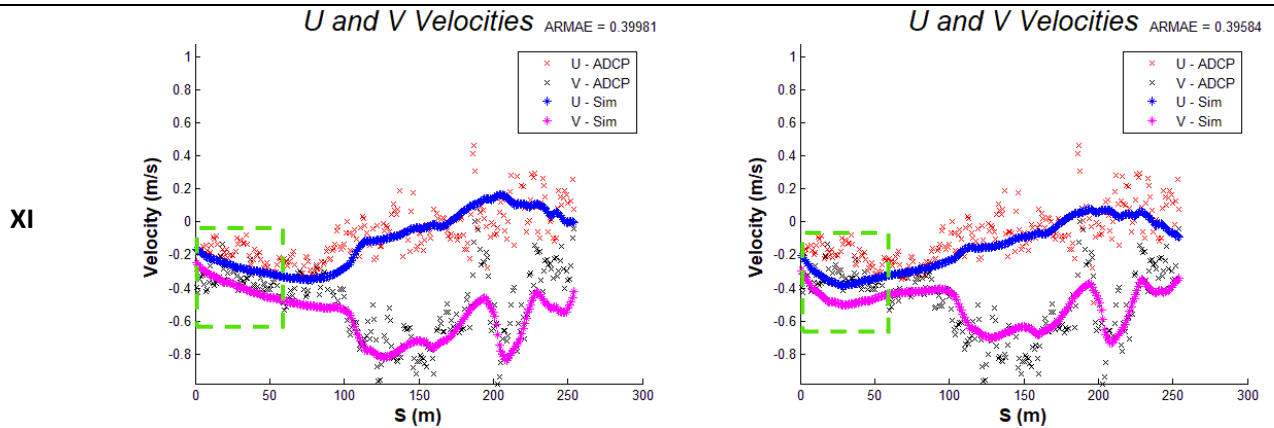 XI
U and V Velocities ARMAE = 0.39981
U - ADCP
V - ADCP
U - Sim
V - Sim
1
0.8
0.6
0.4
0.2
0
-0.2
-0.4
-0.6
-0.8
Velocity (m/s)
0 50 100 150 200 250 300
S (m)
U and V Velocities ARMAE = 0.39584
U - ADCP
V - ADCP
U - Sim
V - Sim
1
0.8
0.6
0.4
0.2
0
-0.2
-0.4
-0.6
-0.8
Velocity (m/s)
0 50 100 150 200 250 300
S (m)